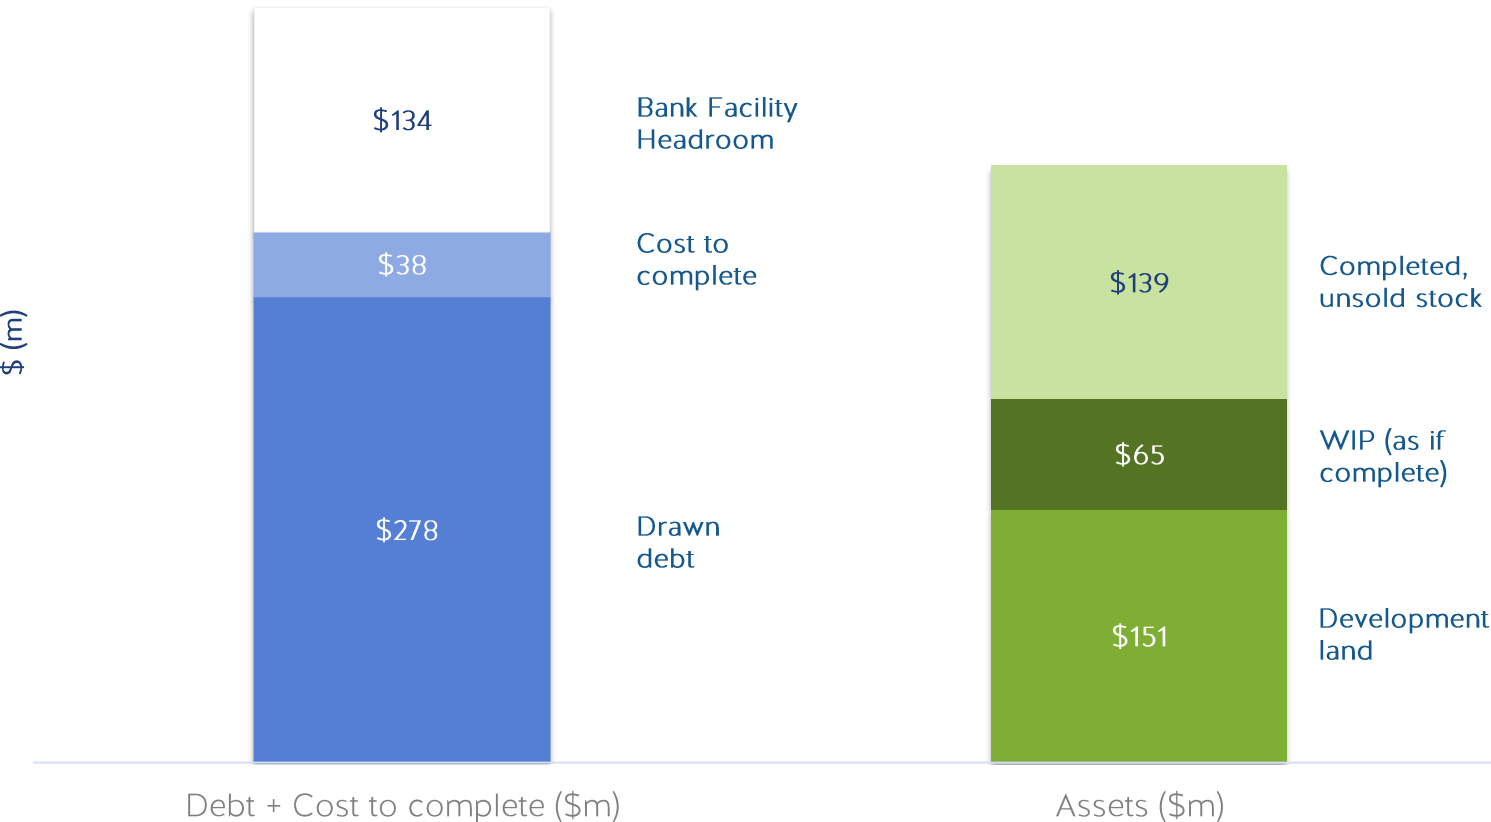 $134
Bank Facility
Headroom
$38
Cost to
complete
$278
Drawn
debt
$ (m)
$139
Completed,
unsold stock
$65
WIP (as if
complete)
$151
Development
land
Debt + Cost to complete ($m)
Assets ($m)